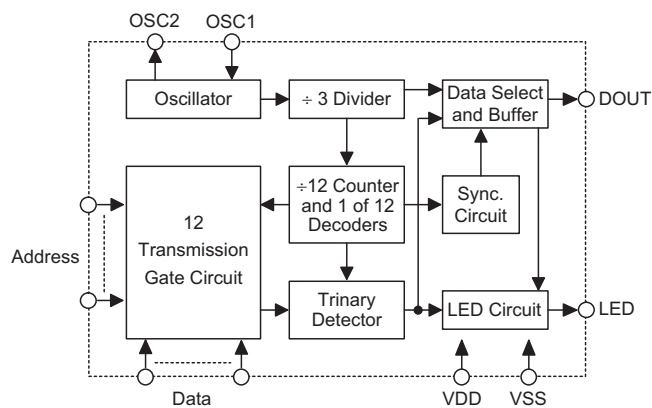 OSC2 OSC1
Oscillator
÷ 3 Divider
Data Select
and Buffer
DOUT
÷12 Counter
and 1 of 12
Decoders
Sync.
Circuit
12
Transmission
Gate Circuit
Address
Trinary
Detector
LED Circuit
LED
Data
VDD
VSS